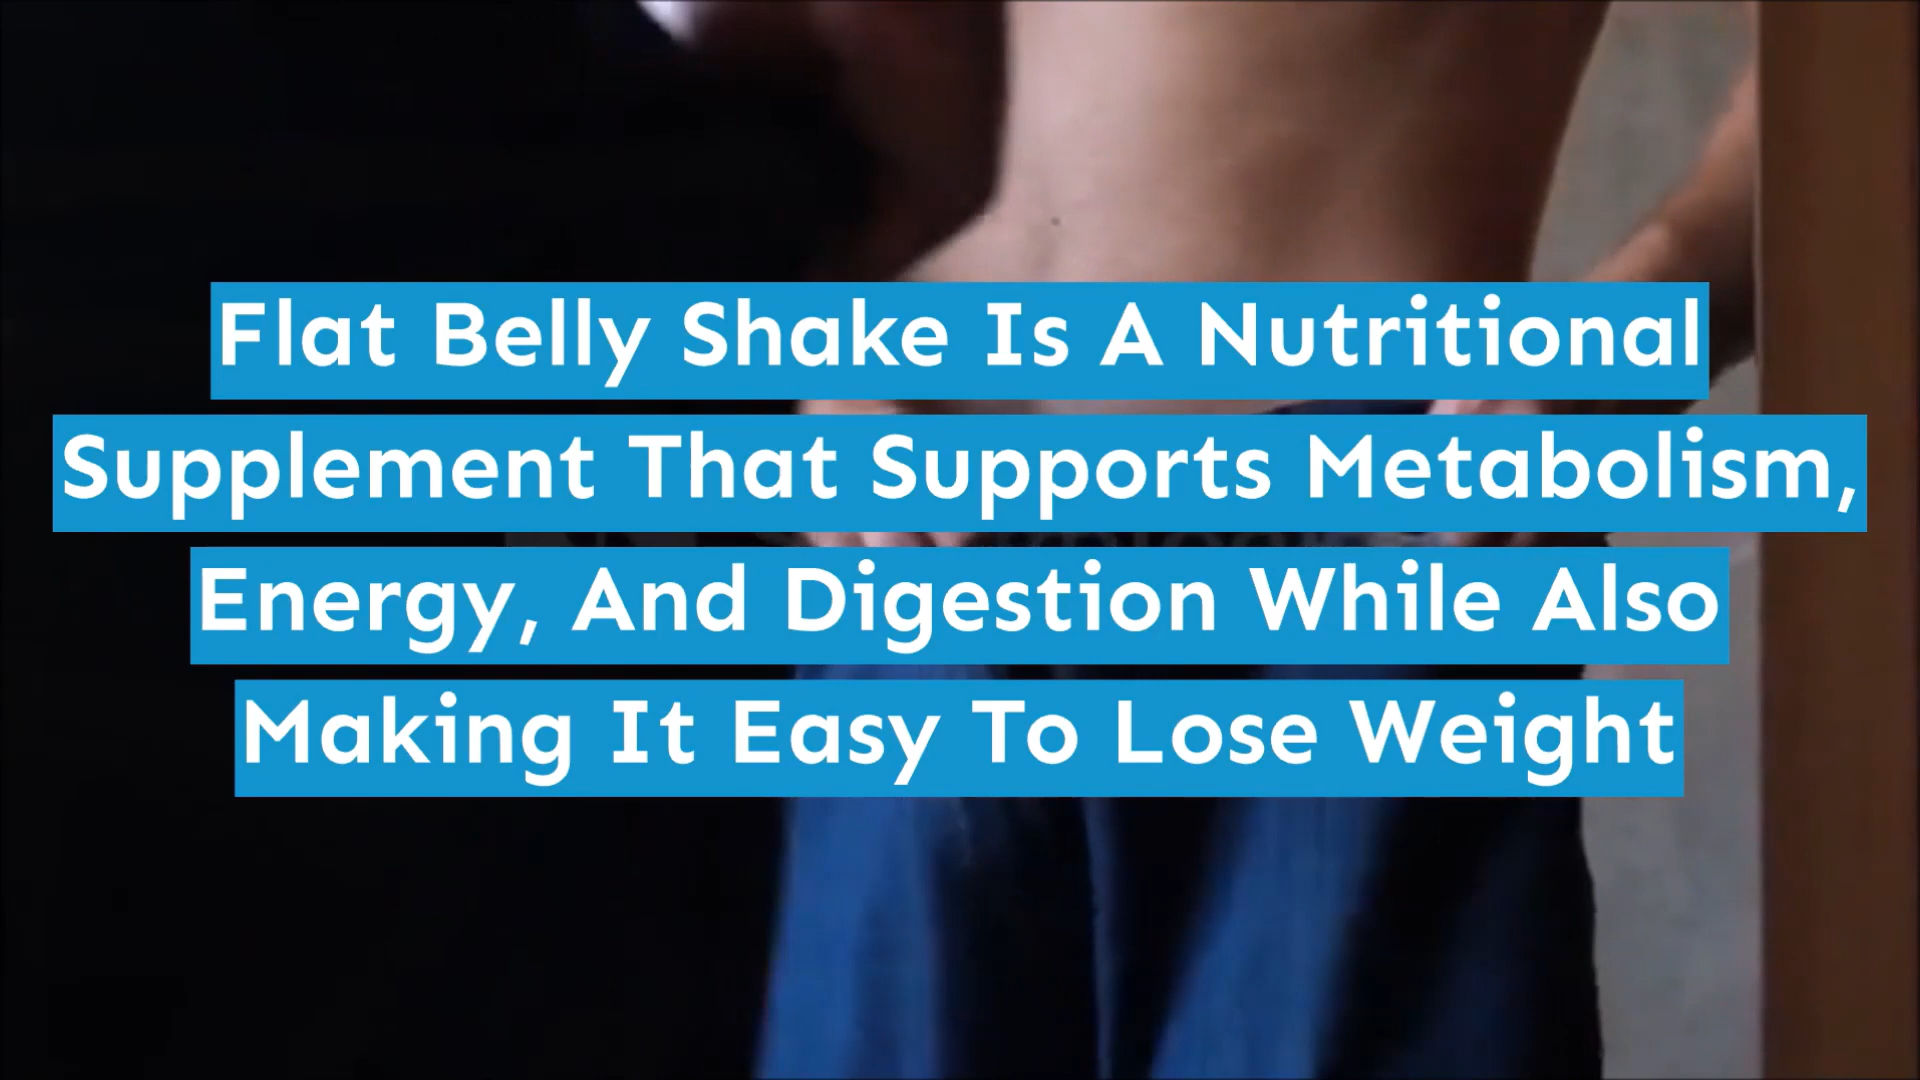 Flat Belly Shake Is A Nutritional
Supplement That Supports Metabolism,
Energy, And Digestion While Also
Making It Easy To Lose Weight